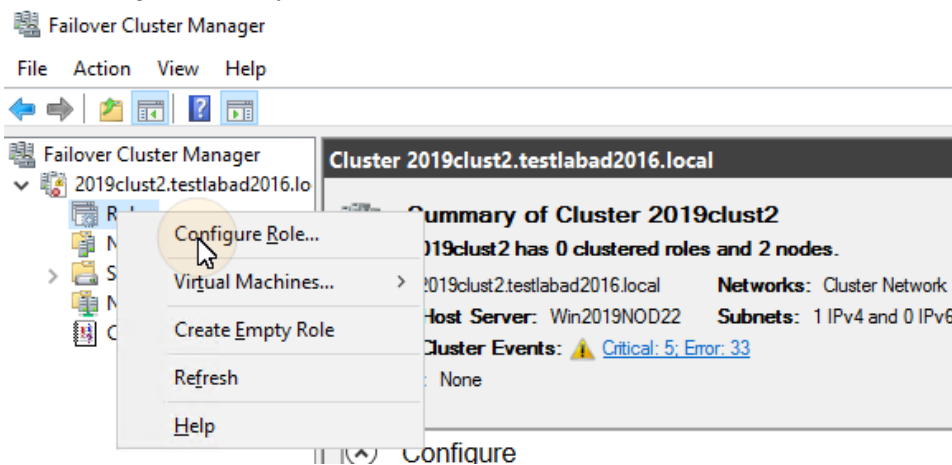 Failover Cluster Manager
File Action View Help
Failover Cluster Manager
2019clust2.testlabad2016.lo
Configure Role...
Virtual Machines...
Create Empty Role
Refresh
Help
Cluster 2019clust2.testlabad2016.local
Summary of Cluster 2019clust2
019clust2 has 0 clustered roles and 2 nodes.
2019clust2.testlabad2016.local Networks: Cluster Network
Host Server: Win2019NOD22 Subnets: 1 IPv4 and 0 IPv6
Cluster Events: Critical: 5; Error: 33
: None
Configure